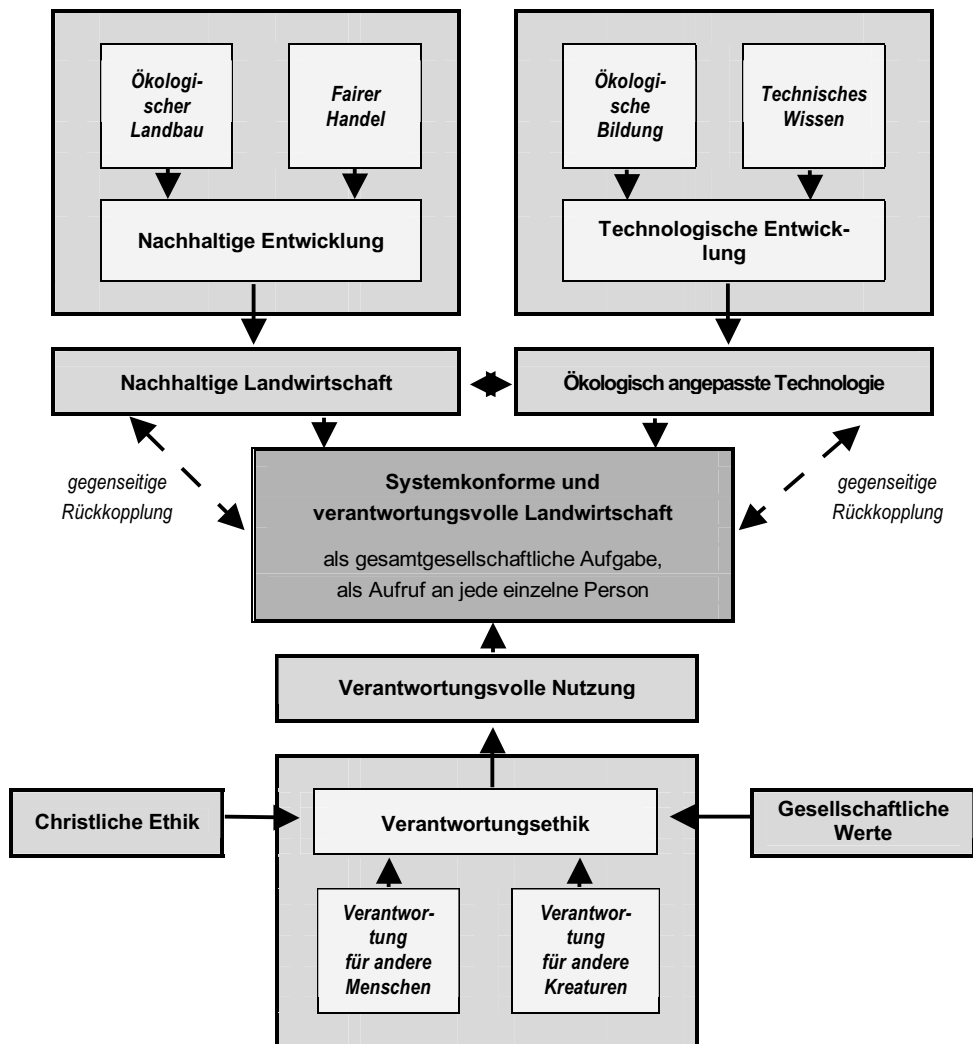 Ökologi-
scher
Landbau
Fairer
Handel
Ökologi-
sche
Bildung
Technisches
Wissen
Nachhaltige Entwicklung
Technologische Entwick-
lung
Nachhaltige Landwirtschaft
Ökologisch angepasste Technologie
gegenseitige
Rückkopplung
Systemkonforme und
verantwortungsvolle Landwirtschaft
als gesamtgesellschaftliche Aufgabe,
als Aufruf an jede einzelne Person
gegenseitige
Rückkopplung
Verantwortungsvolle Nutzung
Christliche Ethik
Verantwortungsethik
Gesellschaftliche
Werte
Verantwor-
tung
für andere
Menschen
Verantwor-
tung
für andere
Kreaturen